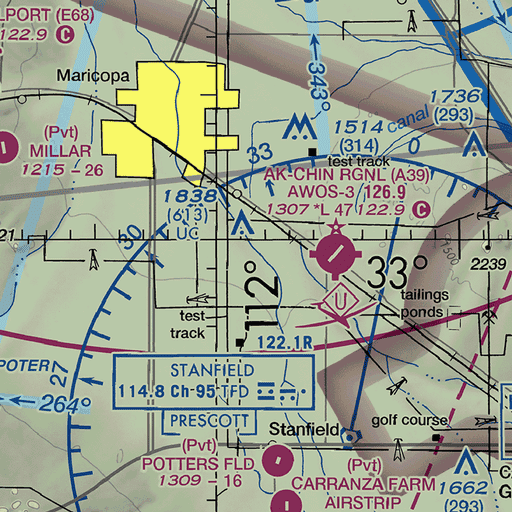 LPORT (E68)
122.9 C
Maricopa
343°
canal
1736
(293)
(Pvt)
MILLAR
1215 - 26
33
1514
(314)
0
test track
AK-CHIN RGNL (A39)
AWOS-3 126.9
1307 *L 47 122.9 C
1838
(613)
UC
21
30
1500
2239
112°
33°
U
tailings
ponds
test
track
122.1R
POTER
27
264°
STANFIELD
114.8 Ch 95 TFD
PRESCOTT
golf course
Stanfield
(Pvt)
POTTERS FLD
1309 - 16
(Pvt)
CARRANZA FARM
AIRSTRIP
1662
(293)
C
G